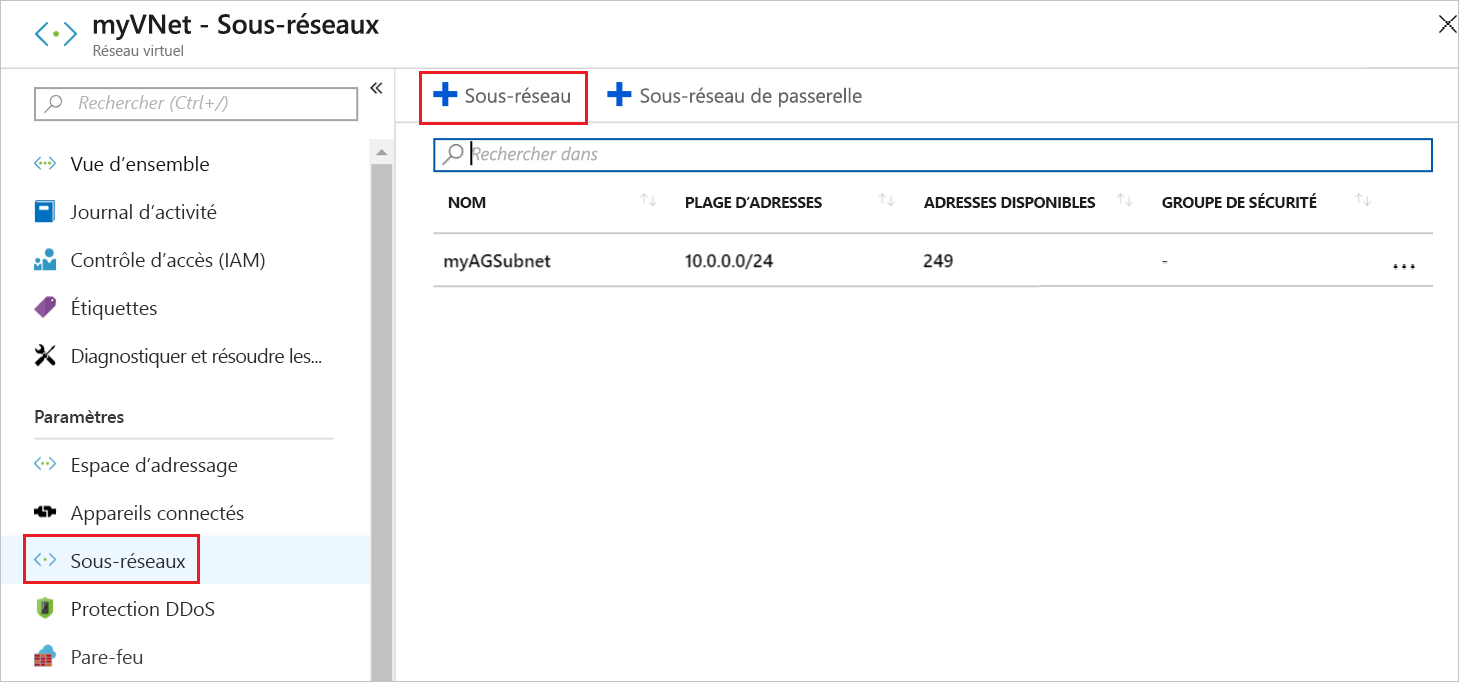 myVNet - Sous-réseaux
Réseau virtuel
Rechercher (Ctrl+/)
Vue d’ensemble
Journal d’activité
Contrôle d’accès (IAM)
Étiquettes
Diagnostiquer et résoudre les...
Paramètres
Espace d’adressage
Appareils connectés
Sous-réseaux
Protection DDoS
Pare-feu
Sous-réseau Sous-réseau de passerelle
Rechercher dans
NOM PLAGE D’ADRESSES ADRESSES DISPONIBLES GROUPE DE SÉCURITÉ
myAGSubnet 10.0.0.0/24 249 - ...